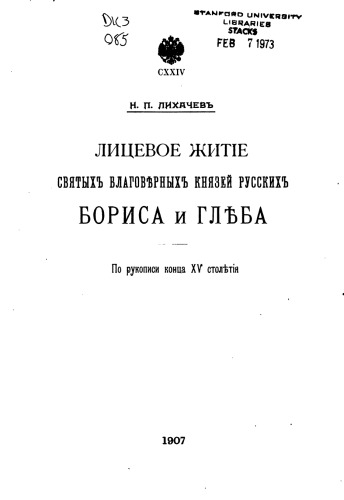 DK3
085
STANFORD UNIVERSITY
LIBRARIES
STACKS
FEB 7 1973
CXXIV
Н. П. ЛИХАЧЕВЪ
ЛИЦЕВОЕ ЖИТІЕ
СВЯТЫХЪ БЛАГОВѢРНЫХЪ КНЯЗЕЙ РУССКИХЪ
БОРИСА и ГЛѢБА
По рукописи конца XV столѣтія
1907